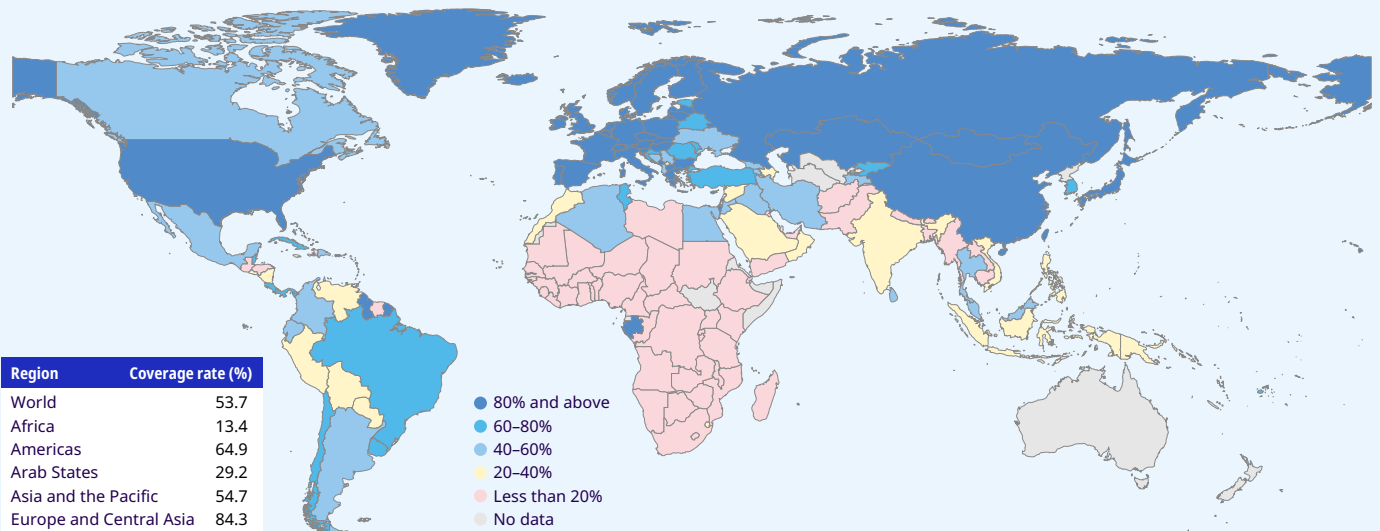 Region Coverage rate (%)
World 53.7
Africa 13.4
Americas 64.9
Arab States 29.2
Asia and the Pacific 54.7
Europe and Central Asia 84.3
80% and above
60–80%
40–60%
20–40%
Less than 20%
No data